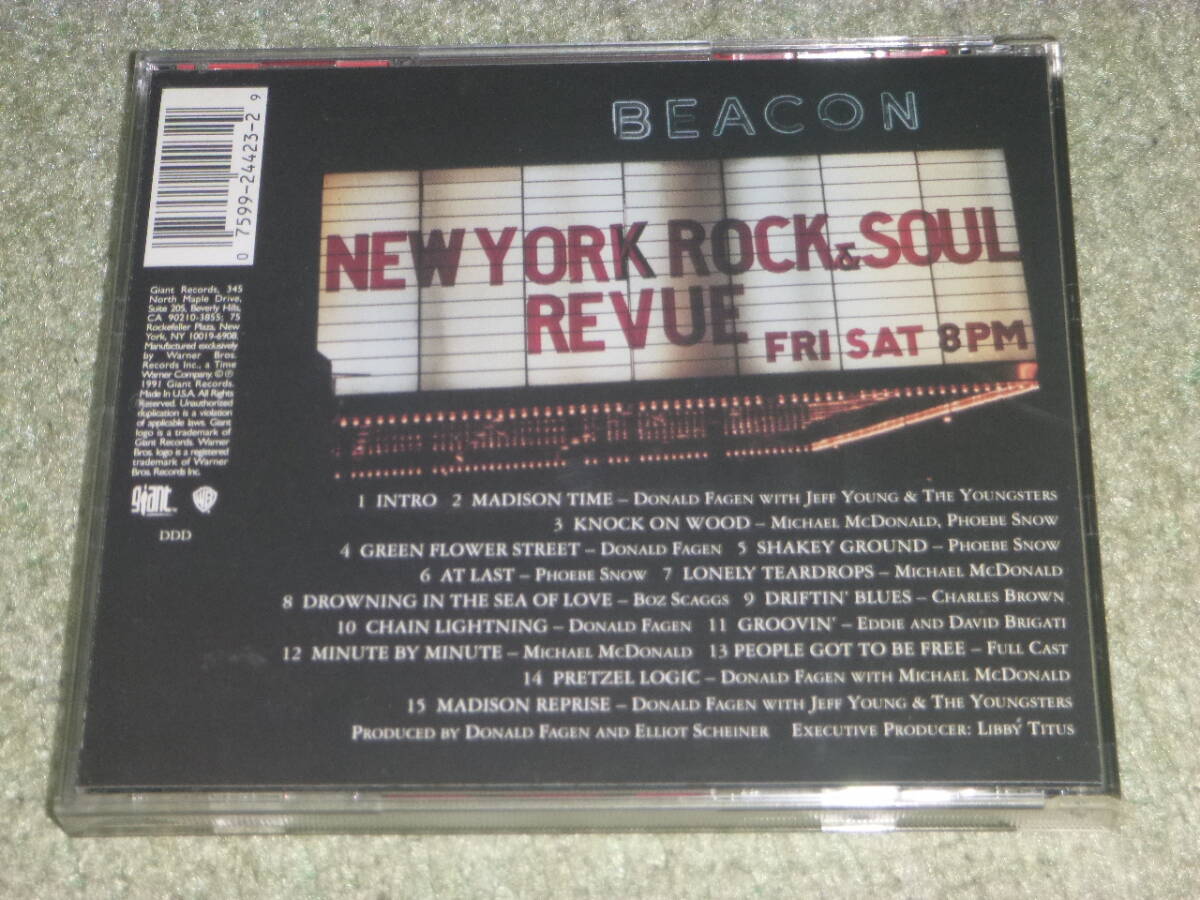 BEACON
NEW YORK ROCK & SOUL
REVUE
FRI SAT 8PM
0 7599-24423-2 9
Giant Records, 345
North Maple Drive,
Suite 205, Beverly Hills,
CA 90210-3855; 75
Rockefeller Plaza, New
York, NY 10019-6908.
Manufactured exclusively
by Warner Bros.
Records Inc., a Time
Warner Company. © ℗
1991 Giant Records.
Made in U.S.A. All Rights
Reserved. Unauthorized
duplication is a violation
of applicable laws. Giant
logo is a trademark of
Giant Records. Warner
Bros. logo is a registered
trademark of Warner
Bros. Records Inc.
giant
WB
DDD
1 INTRO 2 MADISON TIME – DONALD FAGEN WITH JEFF YOUNG & THE YOUNGSTERS
3 KNOCK ON WOOD – MICHAEL MCDONALD, PHOEBE SNOW
4 GREEN FLOWER STREET – DONALD FAGEN 5 SHAKEY GROUND – PHOEBE SNOW
6 AT LAST – PHOEBE SNOW 7 LONELY TEARDROPS – MICHAEL MCDONALD
8 DROWNING IN THE SEA OF LOVE – BOZ SCAGGS 9 DRIFTIN' BLUES – CHARLES BROWN
10 CHAIN LIGHTNING – DONALD FAGEN 11 GROOVIN' – EDDIE AND DAVID BRIGATI
12 MINUTE BY MINUTE – MICHAEL MCDONALD 13 PEOPLE GOT TO BE FREE – FULL CAST
14 PRETZEL LOGIC – DONALD FAGEN WITH MICHAEL MCDONALD
15 MADISON REPRISE – DONALD FAGEN WITH JEFF YOUNG & THE YOUNGSTERS
PRODUCED BY DONALD FAGEN AND ELLIOT SCHEINER EXECUTIVE PRODUCER: LIBBY TITUS